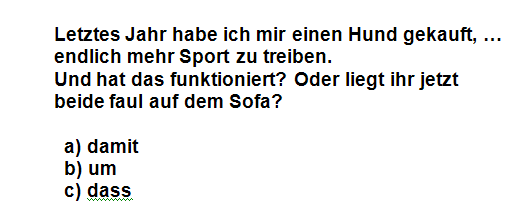 Letztes Jahr habe ich mir einen Hund gekauft, …
endlich mehr Sport zu treiben.
Und hat das funktioniert? Oder liegt ihr jetzt
beide faul auf dem Sofa?
a) damit
b) um
c) dass